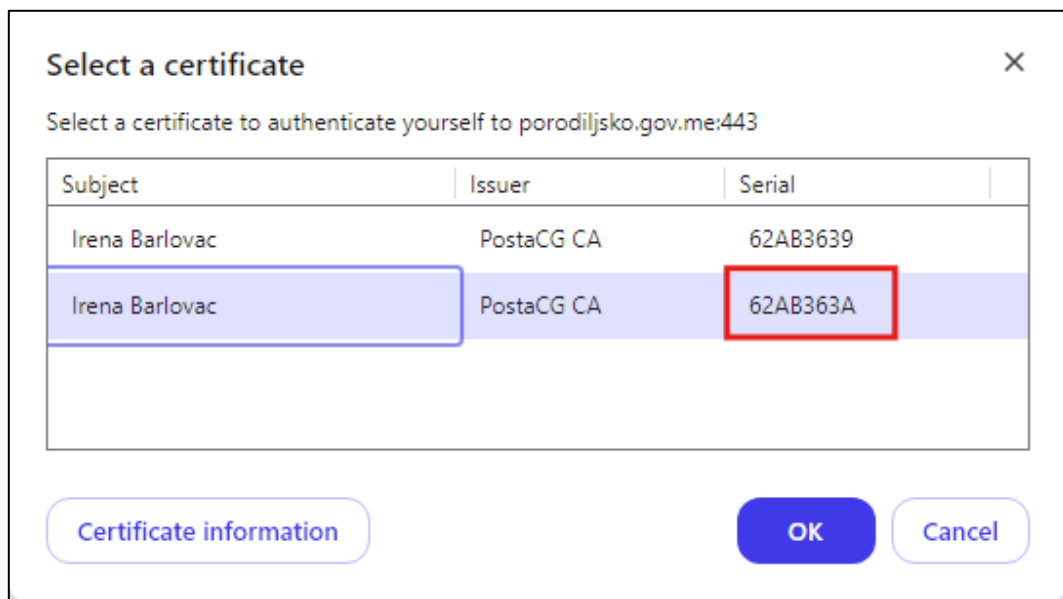 Select a certificate
Select a certificate to authenticate yourself to porodiljsko.gov.me:443
Subject Issuer Serial
Irena Barlovac PostaCG CA 62AB3639
Irena Barlovac PostaCG CA 62AB363A
Certificate information OK Cancel